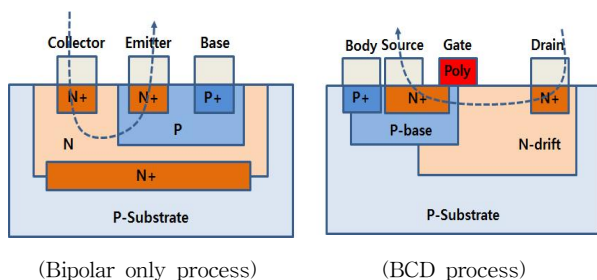 Collector Emitter Base
N+ N+ P+
N P
N+
P-Substrate
(Bipolar only process)
Body Source Gate Drain
Poly
P+ N+ N+
P-base
N-drift
P-Substrate
(BCD process)